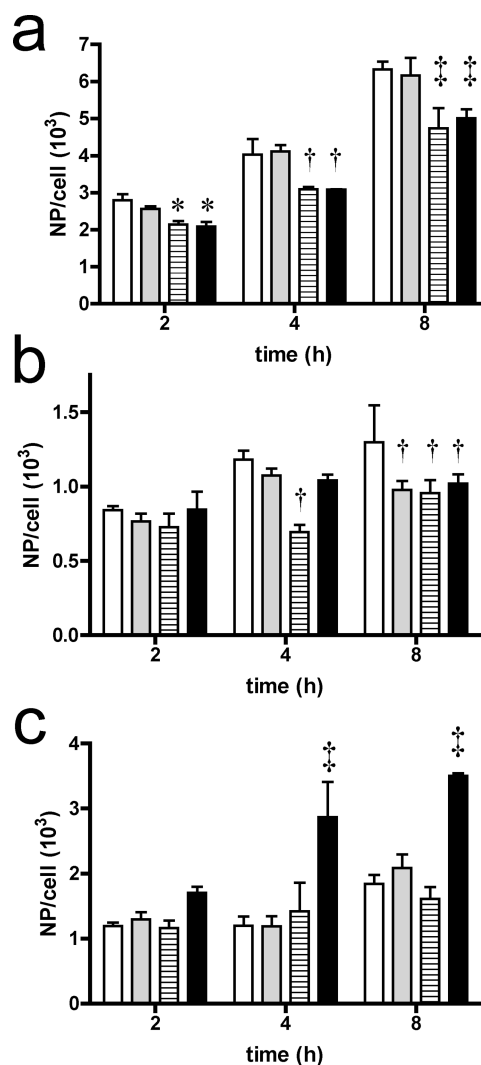 a
7
6
5
4
3
2
1
0
NP/cell (10³)
* *
† †
‡ ‡
‡ ‡
2 4 8
time (h)
b
1.5
1.0
0.5
0.0
NP/cell (10³)
†
† † †
2 4 8
time (h)
c
4
3
2
1
0
NP/cell (10³)
‡
‡
‡
‡
2 4 8
time (h)